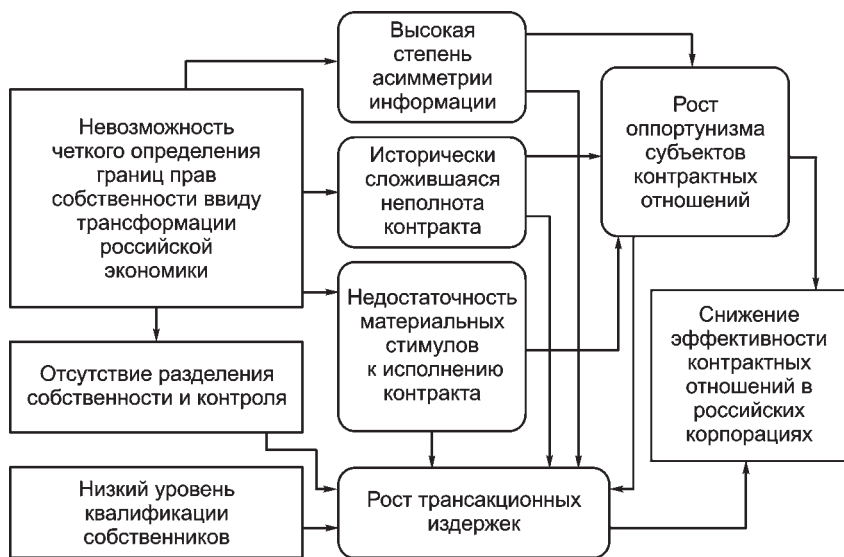 Высокая
степень
асимметрии
информации
Невозможность
четкого определения
границ прав
собственности ввиду
трансформации
российской
экономики
Исторически
сложившаяся
неполнота
контракта
Рост
оппортунизма
субъектов
контрактных
отношений
Недостаточность
материальных
стимулов
к исполнению
контракта
Снижение
эффективности
контрактных
отношений в
российских
корпорациях
Отсутствие разделения
собственности и контроля
Низкий уровень
квалификации
собственников
Рост трансакционных
издержек